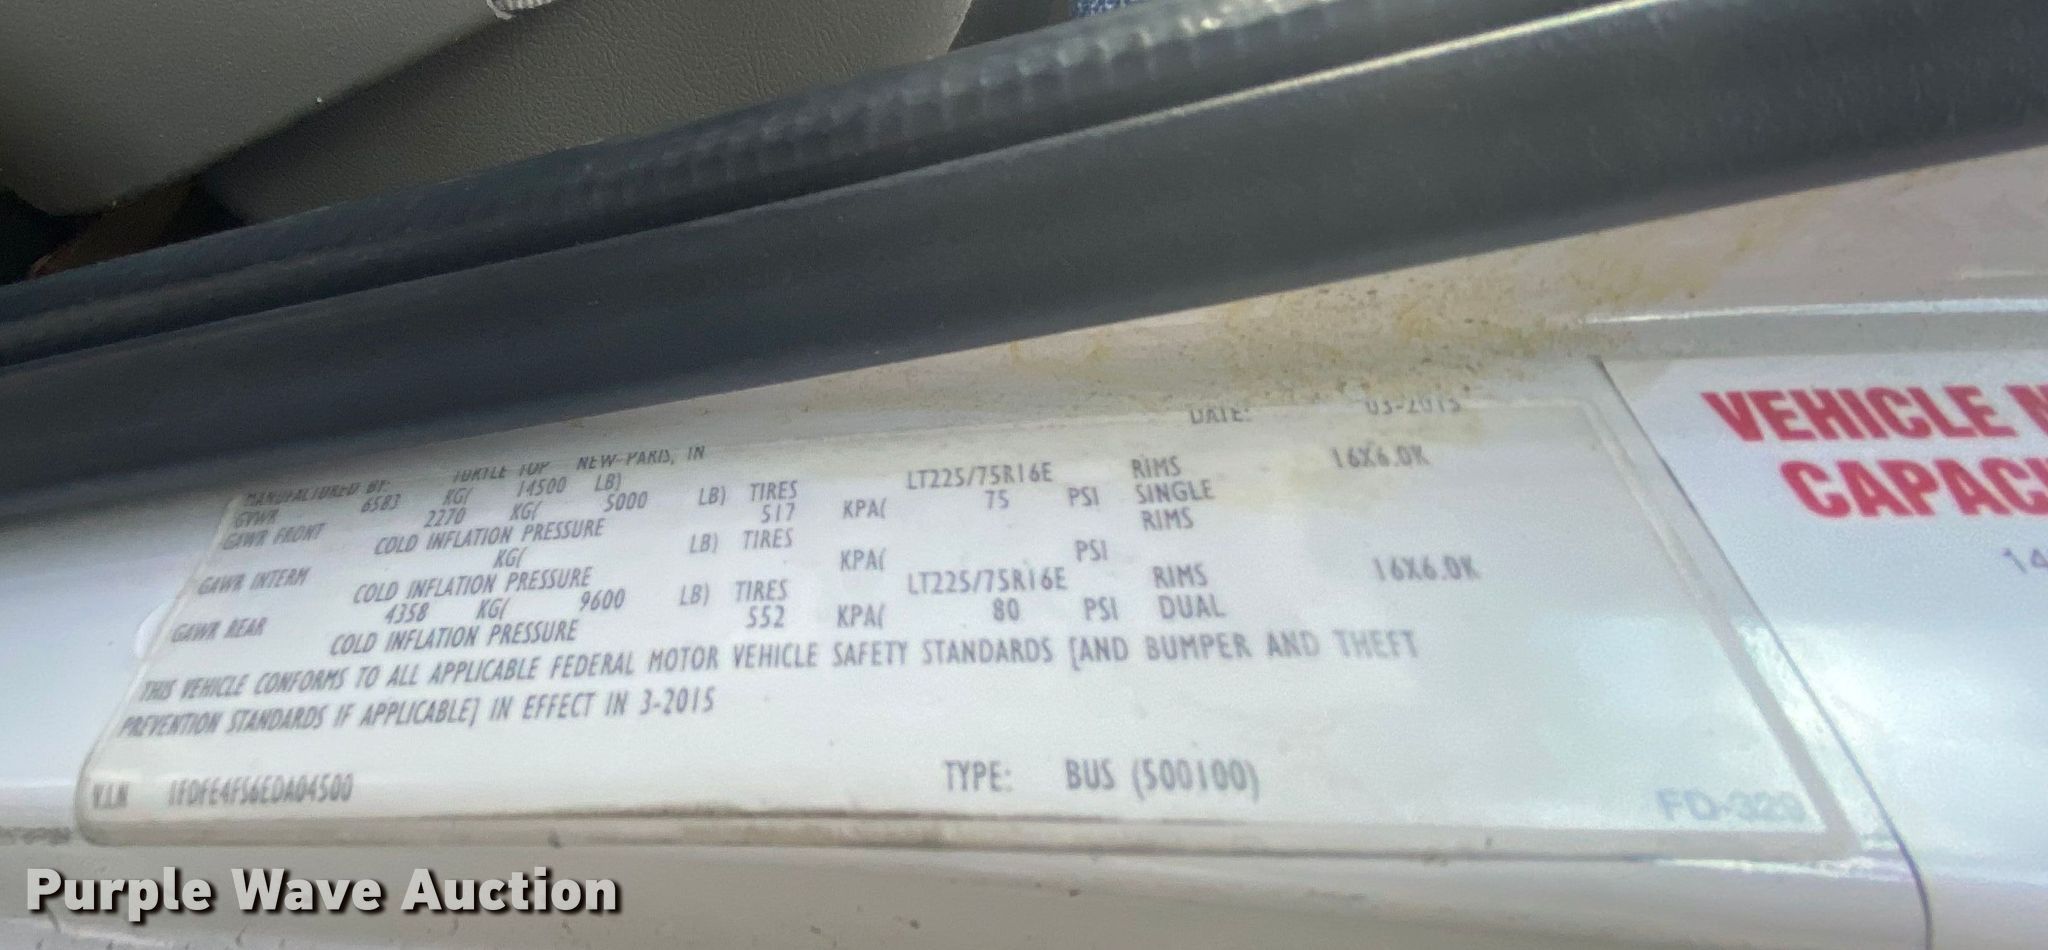 DATE: 03-2015
MANUFACTURED BY: TURTLE TOP NEW-PARIS, IN
GVWR 6583 KG( 14500 LB)
GAWR FRONT 2270 KG( 5000 LB) TIRES LT225/75R16E RIMS 16X6.0K
COLD INFLATION PRESSURE 517 KPA( 75 PSI SINGLE
GAWR INTERM KG( LB) TIRES RIMS
COLD INFLATION PRESSURE KPA( PSI
GAWR REAR 4358 KG( 9600 LB) TIRES LT225/75R16E RIMS 16X6.0K
COLD INFLATION PRESSURE 552 KPA( 80 PSI DUAL
THIS VEHICLE CONFORMS TO ALL APPLICABLE FEDERAL MOTOR VEHICLE SAFETY STANDARDS [AND BUMPER AND THEFT
PREVENTION STANDARDS IF APPLICABLE] IN EFFECT IN 3-2015
V.I.N 1FDFE4FS6EDA04500 TYPE: BUS (500100)
FD-329
VEHICLE
CAPAC
14
Purple Wave Auction